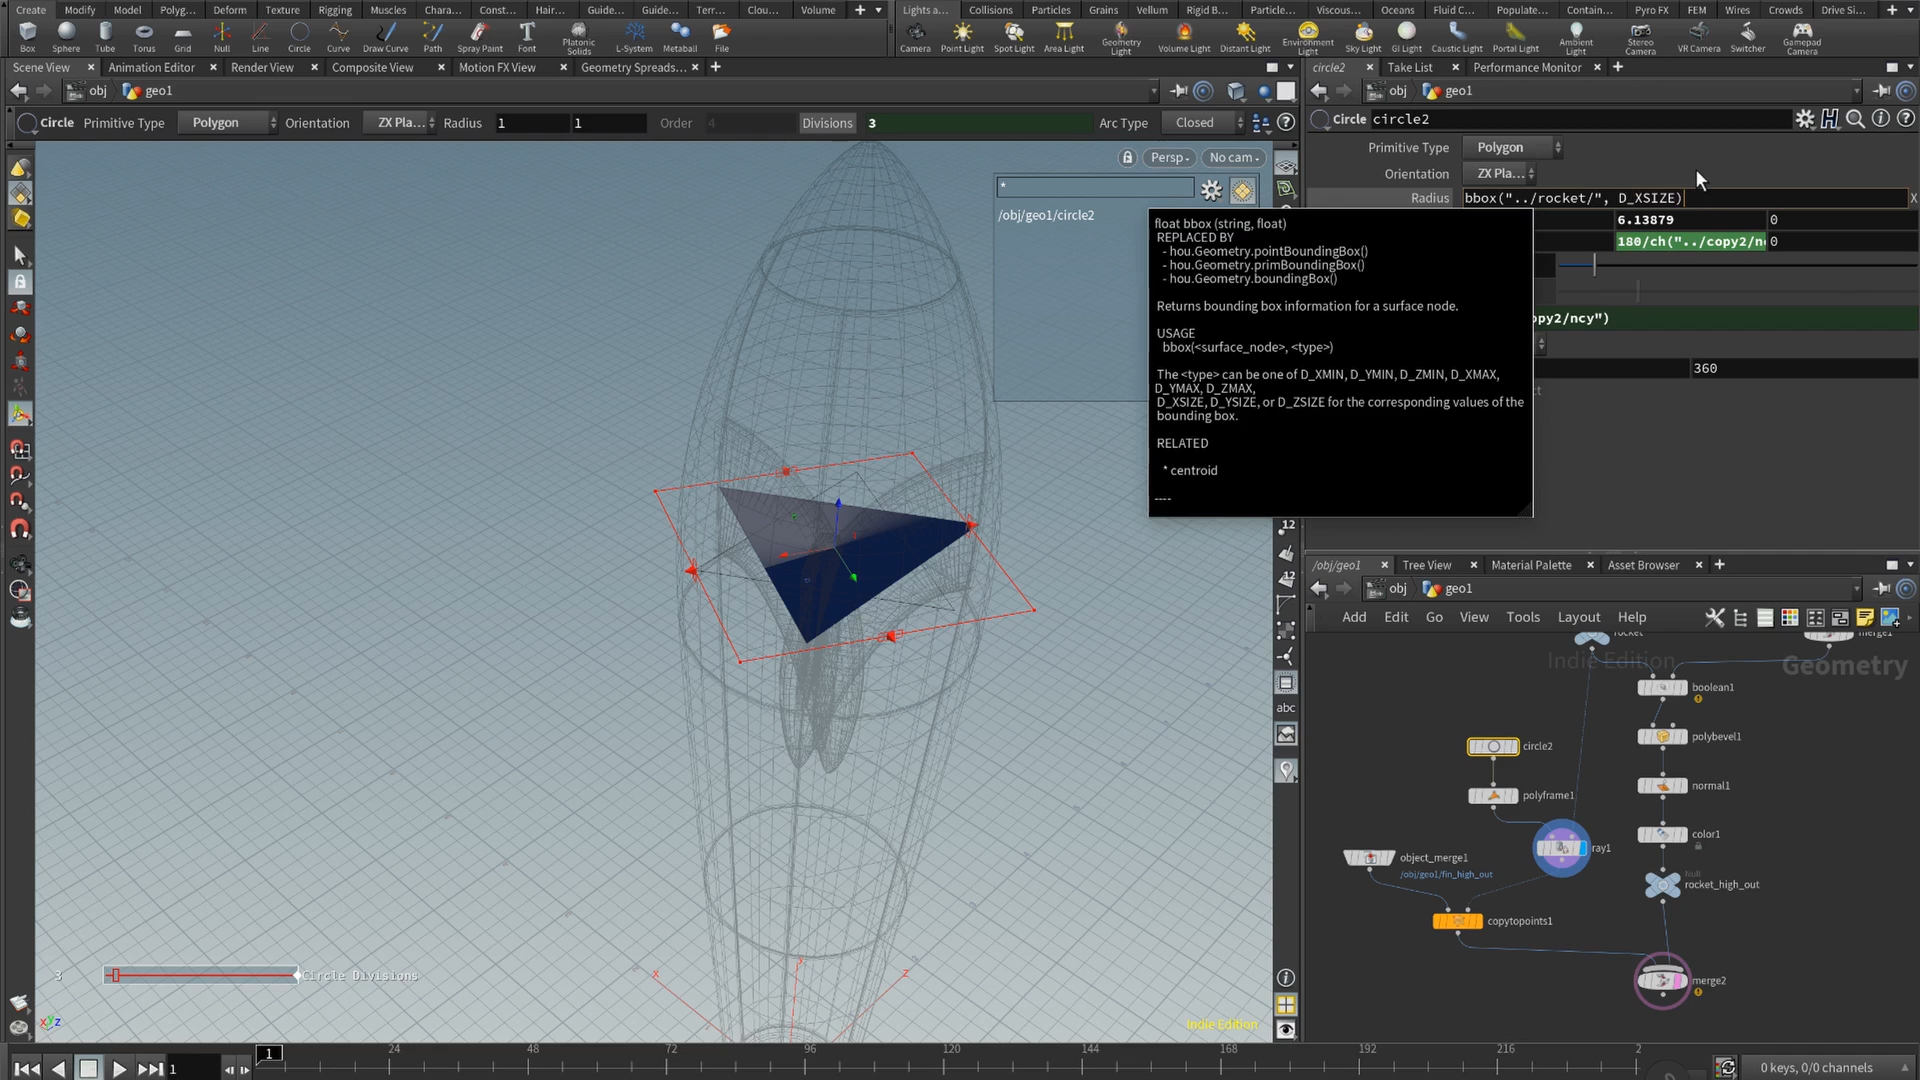 Create Modify Model Polyg... Deform Texture Rigging Muscles Chara... Const... Hair... Guide... Guide... Terr... Clou... Volume
Lights a... Collisions Particles Grains Vellum Rigid B... Particle... Viscous... Oceans Fluid C... Populate... Contain... Pyro FX FEM Wires Crowds Drive Si...
Box Sphere Tube Torus Grid Null Line Circle Curve Draw Curve Path Spray Paint Font Platonic Solids L-System Metaball File
Camera Point Light Spot Light Area Light Geometry Light Volume Light Distant Light Environment Light Sky Light GI Light Caustic Light Portal Light Ambient Light Stereo Camera VR Camera Switcher Gamepad Camera
Scene View Animation Editor Render View Composite View Motion FX View Geometry Spreads...
circle2 Take List Performance Monitor
obj geo1
obj geo1
Circle Primitive Type Polygon Orientation ZX Pla... Radius 1 1 Order 4 Divisions 3 Arc Type Closed
Circle circle2
Primitive Type Polygon
Orientation ZX Pla...
Radius bbox("../rocket/", D_XSIZE) X
6.13879 0
180/ch("../copy2/n 0
opy2/ncy")
360
Persp No cam
*
/obj/geo1/circle2
float bbox (string, float)
REPLACED BY
- hou.Geometry.pointBoundingBox()
- hou.Geometry.primBoundingBox()
- hou.Geometry.boundingBox()
Returns bounding box information for a surface node.
USAGE
bbox(<surface_node>, <type>)
The <type> can be one of D_XMIN, D_YMIN, D_ZMIN, D_XMAX,
D_YMAX, D_ZMAX,
D_XSIZE, D_YSIZE, or D_ZSIZE for the corresponding values of the
bounding box.
RELATED
* centroid
----
12
12
abc
/obj/geo1 Tree View Material Palette Asset Browser
obj geo1
Add Edit Go View Tools Layout Help
rocket
merge1
Indie Edition
Geometry
boolean1
polybevel1
circle2
normal1
polyframe1
color1
ray1
object_merge1
/obj/geo1/fin_high_out
Null
rocket_high_out
copytopoints1
merge2
3 Circle Divisions
x y z
xyz
Indie Edition
1 24 48 72 96 120 144 168 192 216 2
1
0 keys, 0/0 channels